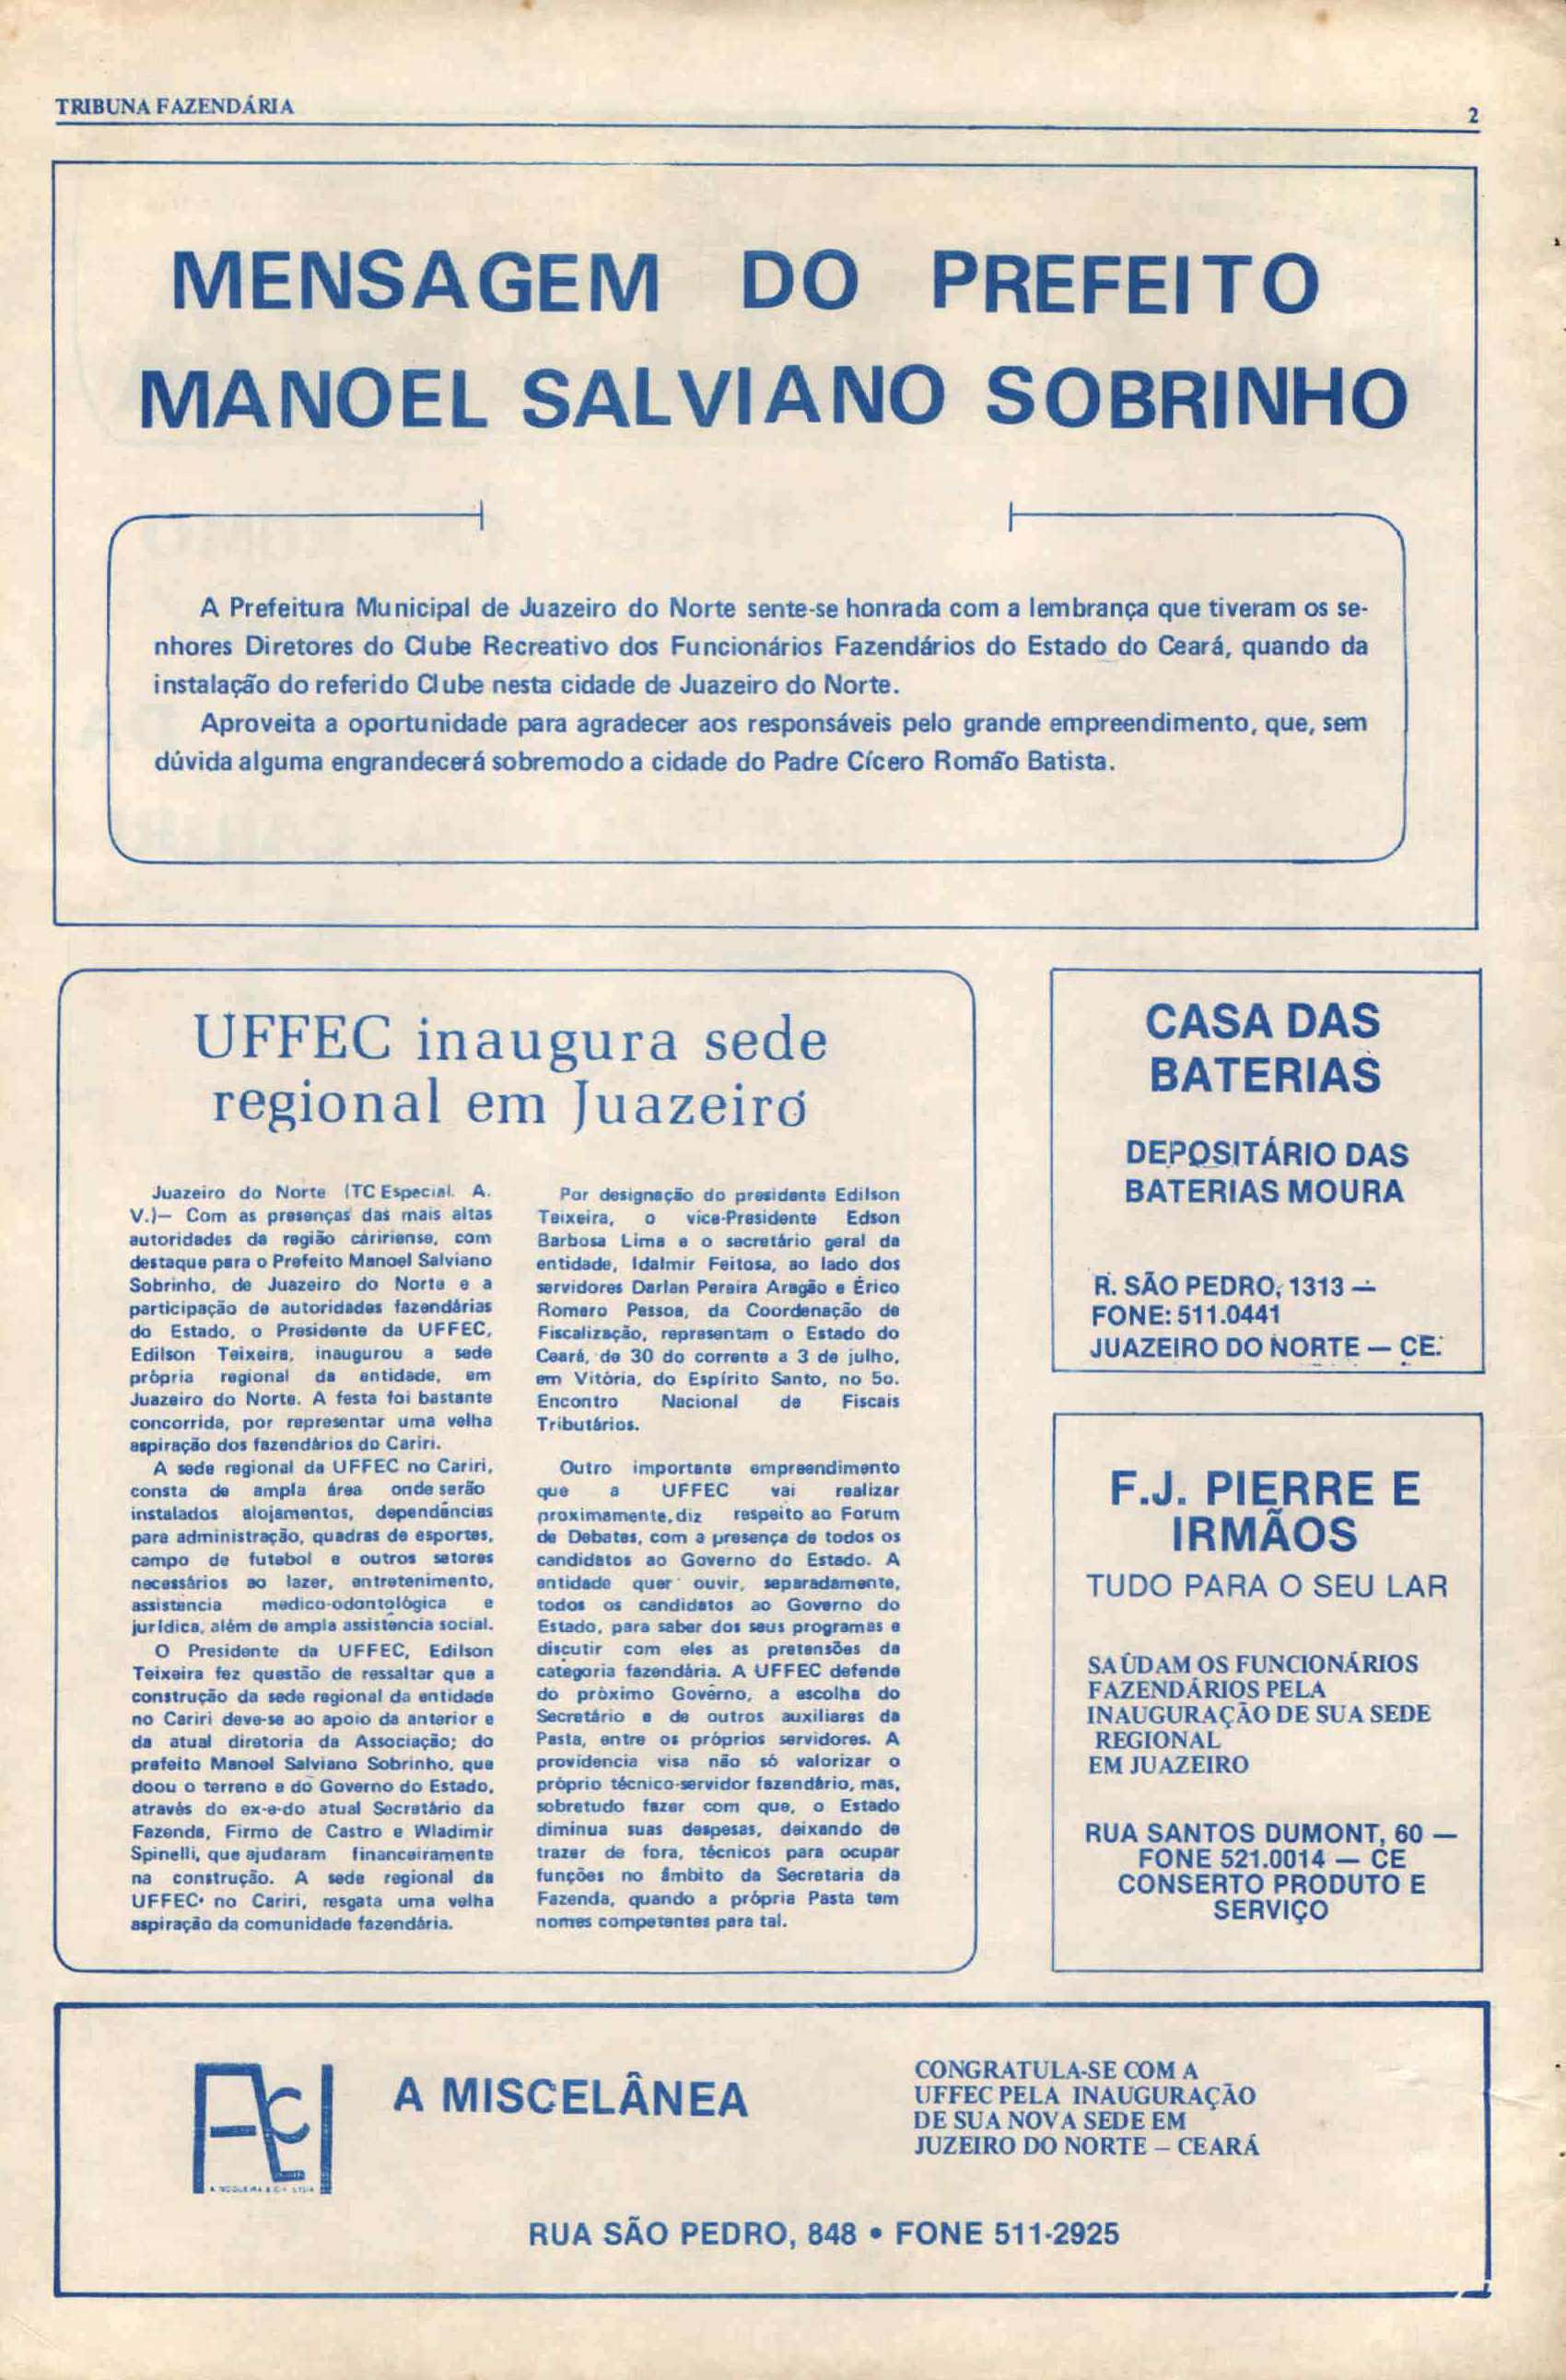 TRIBUNA FAZENDÁRIA
2
MENSAGEM DO PREFEITO
MANOEL SALVIANO SOBRINHO
A Prefeitura Municipal de Juazeiro do Norte sente-se honrada com a lembrança que tiveram os se-
nhores Diretores do Clube Recreativo dos Funcionários Fazendários do Estado do Ceará, quando da
instalação do referido Clube nesta cidade de Juazeiro do Norte.
Aproveita a oportunidade para agradecer aos responsáveis pelo grande empreendimento, que, sem
dúvida alguma engrandecerá sobremodo a cidade do Padre Cícero Romão Batista.
UFFEC inaugura sede
regional em Juazeiro
Juazeiro do Norte (TC Especial. A.
V.)— Com as presenças das mais altas
autoridades da região caririense, com
destaque para o Prefeito Manoel Salviano
Sobrinho, de Juazeiro do Norte e a
participação de autoridades fazendárias
do Estado, o Presidente da UFFEC,
Edilson Teixeira, inaugurou a sede
própria regional da entidade, em
Juazeiro do Norte. A festa foi bastante
concorrida, por representar uma velha
aspiração dos fazendários do Cariri.
A sede regional da UFFEC no Cariri,
consta de ampla área onde serão
instalados alojamentos, dependências
para administração, quadras de esportes,
campo de futebol e outros setores
necessários ao lazer, entretenimento,
assistencia medico-odontológica e
jurídica, além de ampla assistência social.
O Presidente da UFFEC, Edilson
Teixeira fez questão de ressaltar que a
construção da sede regional da entidade
no Cariri deve-se ao apoio da anterior e
da atual diretoria da Associação; do
prefeito Manoel Salviano Sobrinho, que
doou o terreno e do Governo do Estado,
através do ex-e-do atual Secretário da
Fazenda, Firmo de Castro e Wladimir
Spinelli, que ajudaram financeiramente
na construção. A sede regional da
UFFEC no Cariri, resgata uma velha
aspiração da comunidade fazendária.
Por designação do presidente Edilson
Teixeira, o vice-Presidente Edson
Barbosa Lima e o secretário geral da
entidade, Idalmir Feitosa, ao lado dos
servidores Darlan Pereira Aragão e Érico
Romero Pessoa, da Coordenação de
Fiscalização, representam o Estado do
Ceará, de 30 do corrente a 3 de julho,
em Vitória, do Espírito Santo, no 5o.
Encontro Nacional de Fiscais
Tributários.
Outro importante empreendimento
que a UFFEC vai realizar
proximamente, diz respeito ao Forum
de Debates, com a presença de todos os
candidatos ao Governo do Estado. A
entidade quer ouvir, separadamente,
todos os candidatos ao Governo do
Estado, para saber dos seus programas e
discutir com eles as pretensões da
categoria fazendária. A UFFEC defende
do próximo Govêrno, a escolha do
Secretário e de outros auxiliares da
Pasta, entre os próprios servidores. A
providencia visa não só valorizar o
próprio técnico-servidor fazendário, mas,
sobretudo fazer com que, o Estado
diminua suas despesas, deixando de
trazer de fora, técnicos para ocupar
funções no âmbito da Secretaria da
Fazenda, quando a própria Pasta tem
nomes competentes para tal.
CASA DAS
BATERIAS
DEPOSITÁRIO DAS
BATERIAS MOURA
R. SÃO PEDRO, 1313 —
FONE: 511.0441
JUAZEIRO DO NORTE — CE.
F.J. PIERRE E
IRMÃOS
TUDO PARA O SEU LAR
SAÚDAM OS FUNCIONÁRIOS
FAZENDÁRIOS PELA
INAUGURAÇÃO DE SUA SEDE
REGIONAL
EM JUAZEIRO
RUA SANTOS DUMONT, 60 —
FONE 521.0014 — CE
CONSERTO PRODUTO E
SERVIÇO
A MISCELÂNEA
CONGRATULA-SE COM A
UFFEC PELA INAUGURAÇÃO
DE SUA NOVA SEDE EM
JUZEIRO DO NORTE – CEARÁ
RUA SÃO PEDRO, 848 • FONE 511-2925